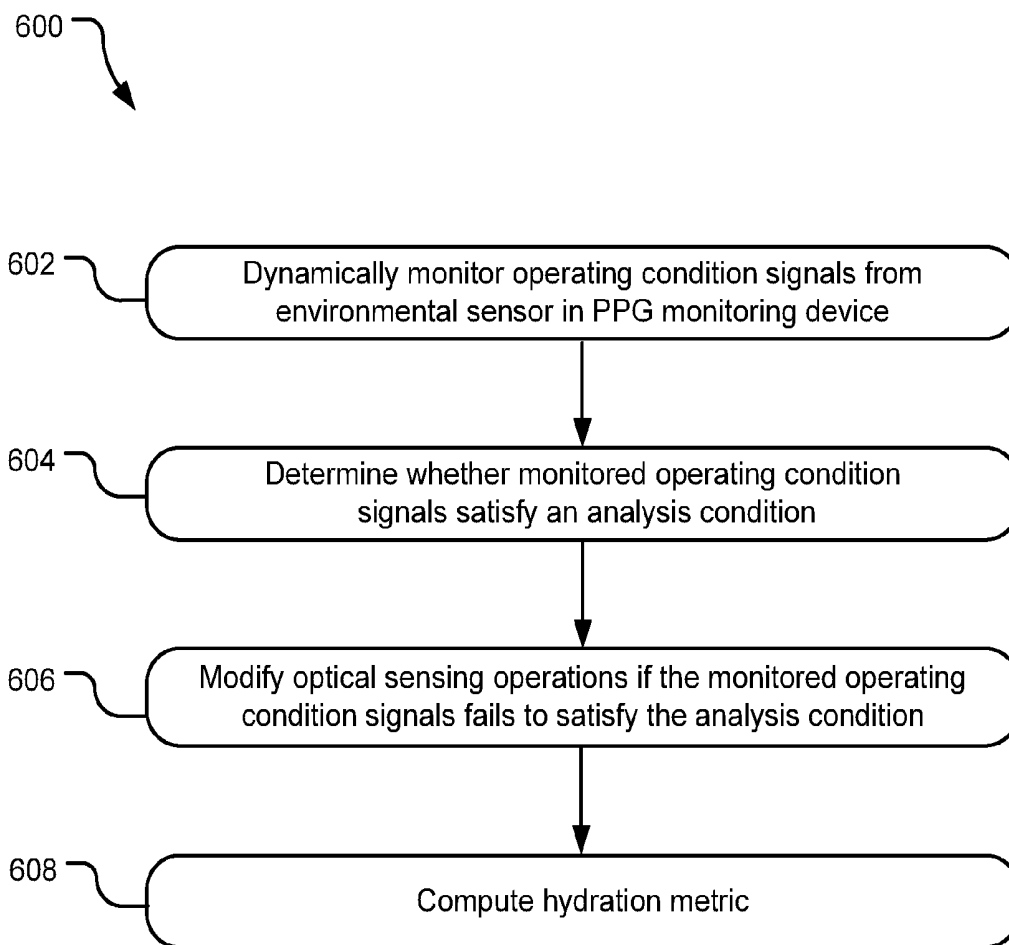 600
602
Dynamically monitor operating condition signals from
environmental sensor in PPG monitoring device
604
Determine whether monitored operating condition
signals satisfy an analysis condition
606
Modify optical sensing operations if the monitored operating
condition signals fails to satisfy the analysis condition
608
Compute hydration metric